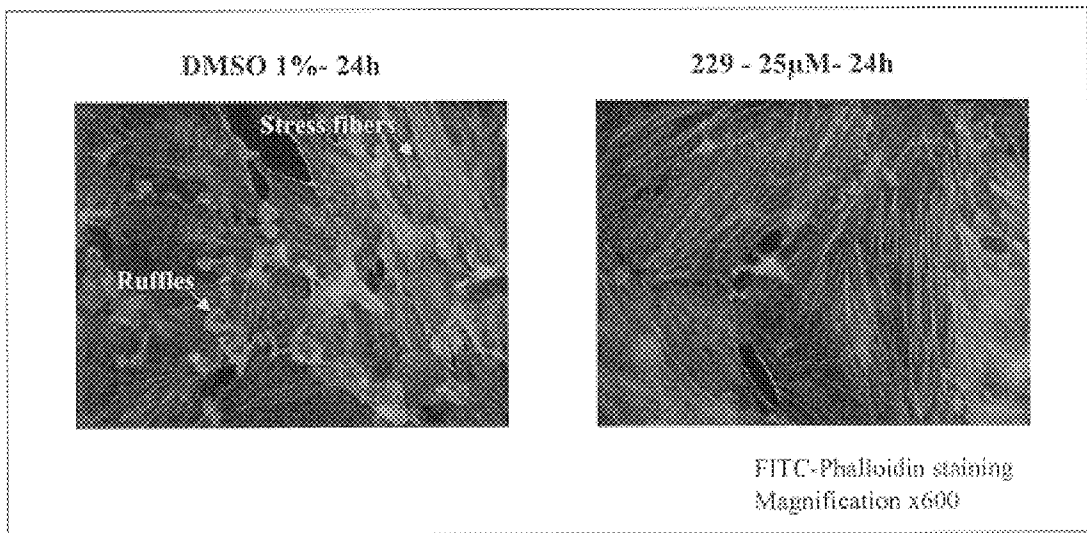 DMSO 1%- 24h
229 - 25µM- 24h
Stress fibers
Ruffles
FITC-Phalloidin staining
Magnification x600